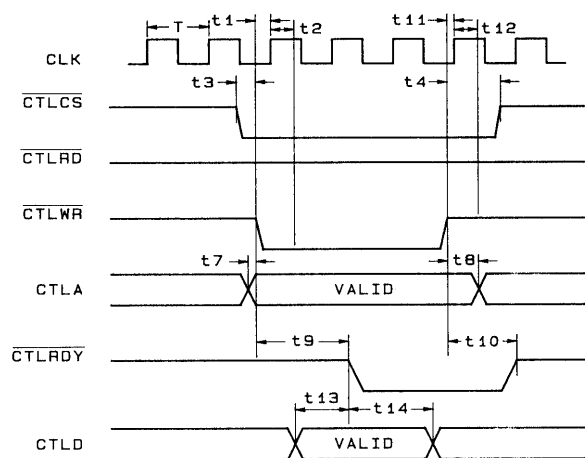 t1 t2 t11 t12
T
CLK
t3 t4
CTLCS
CTLRD
CTLWR
t7 t8
CTLA VALID
t9 t10
CTLRDY
t13 t14
CTLD VALID